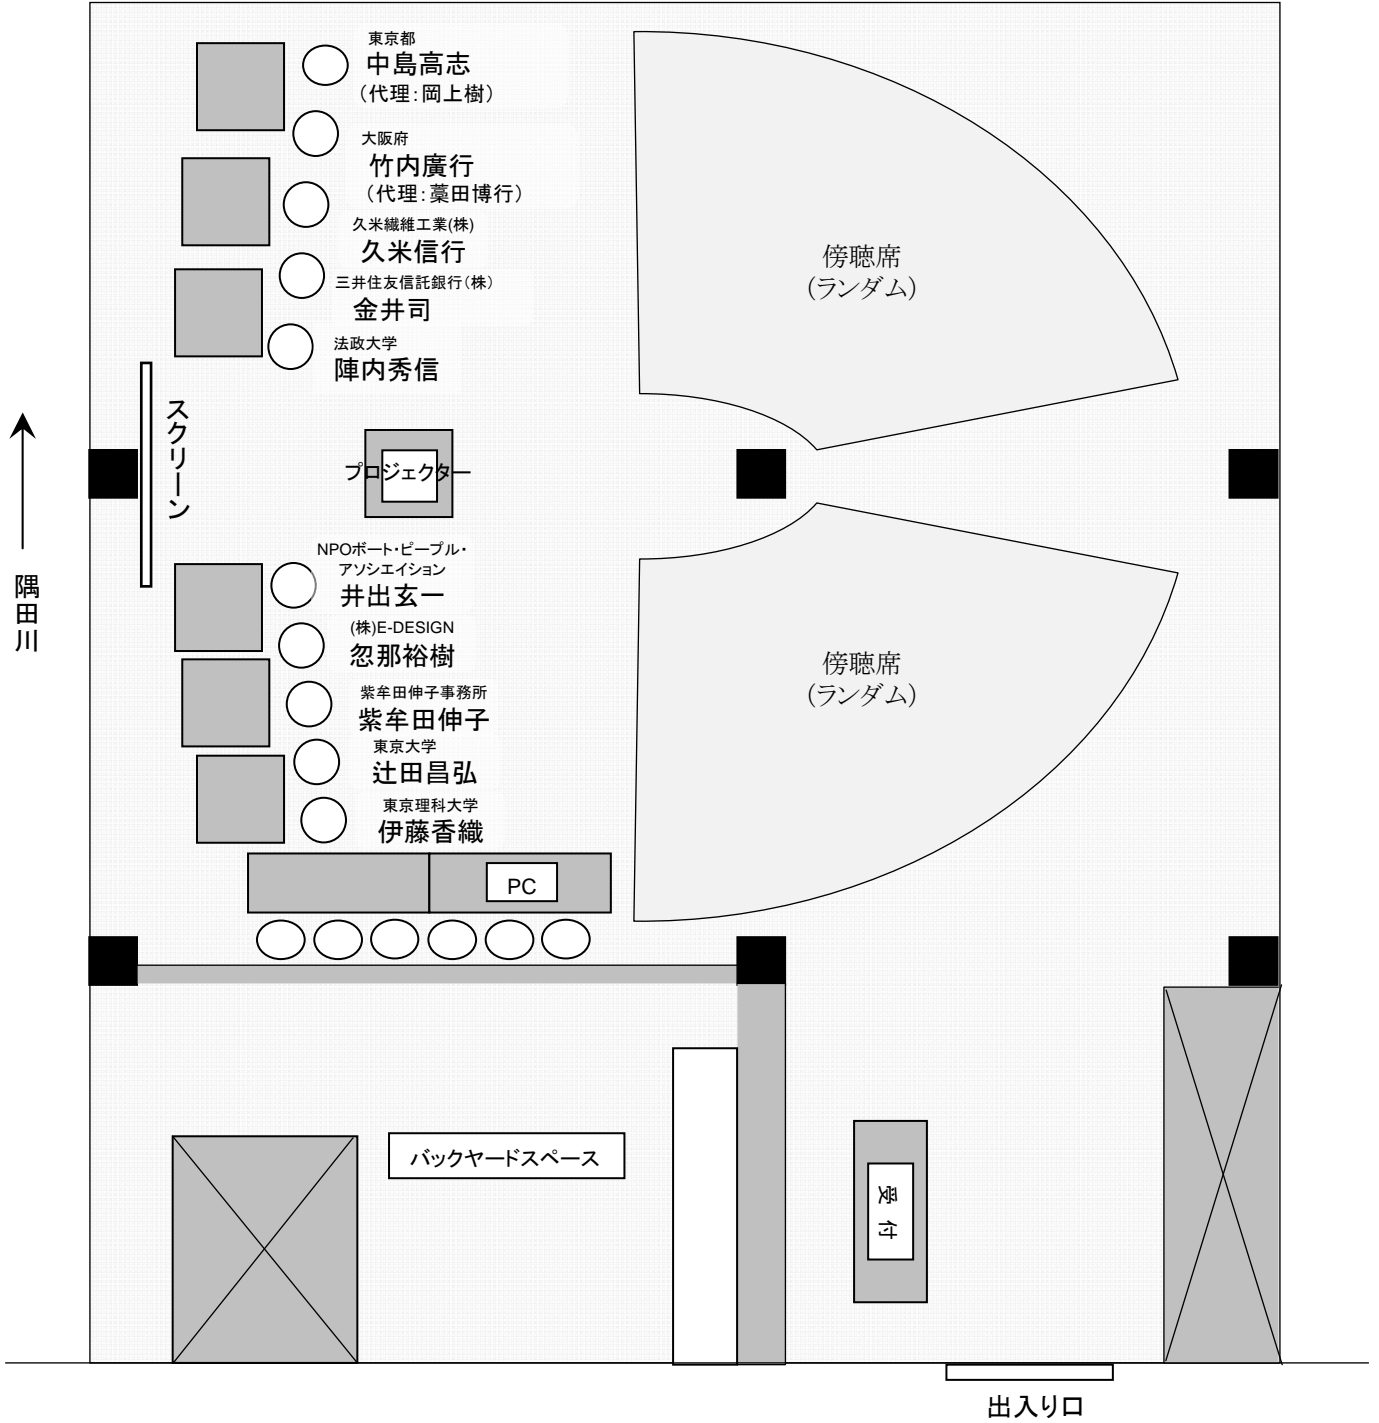 東京都
中島高志
（代理：岡上樹）
大阪府
竹内廣行
（代理：藁田博行）
久米繊維工業(株)
久米信行
三井住友信託銀行（株）
金井司
法政大学
陣内秀信
傍聴席
（ランダム）
スクリーン
プロジェクター
隅田川
NPOボート・ピープル・
アソシエイション
井出玄一
(株)E-DESIGN
忽那裕樹
紫牟田伸子事務所
紫牟田伸子
東京大学
辻田昌弘
東京理科大学
伊藤香織
傍聴席
（ランダム）
PC
バックヤードスペース
受付
出入り口